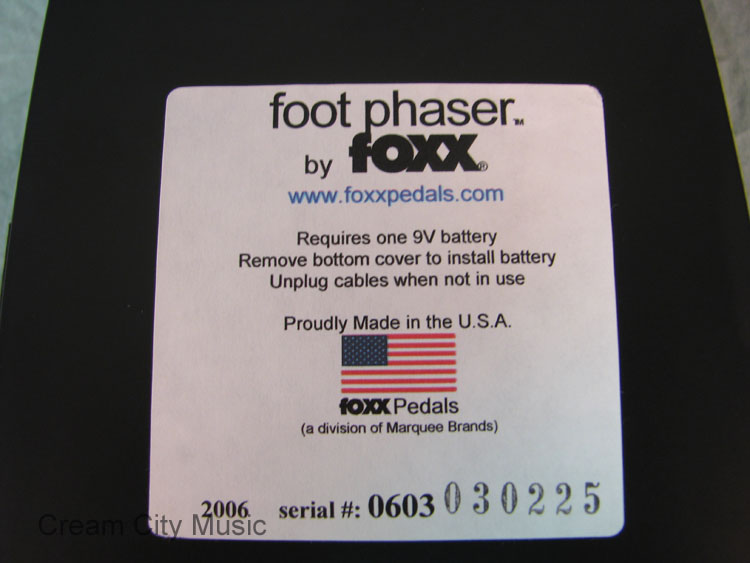 foot phaser™
by foxx®
www.foxxpedals.com
Requires one 9V battery
Remove bottom cover to install battery
Unplug cables when not in use
Proudly Made in the U.S.A.
foxx Pedals
(a division of Marquee Brands)
2006. serial #: 0603 030225
Cream City Music